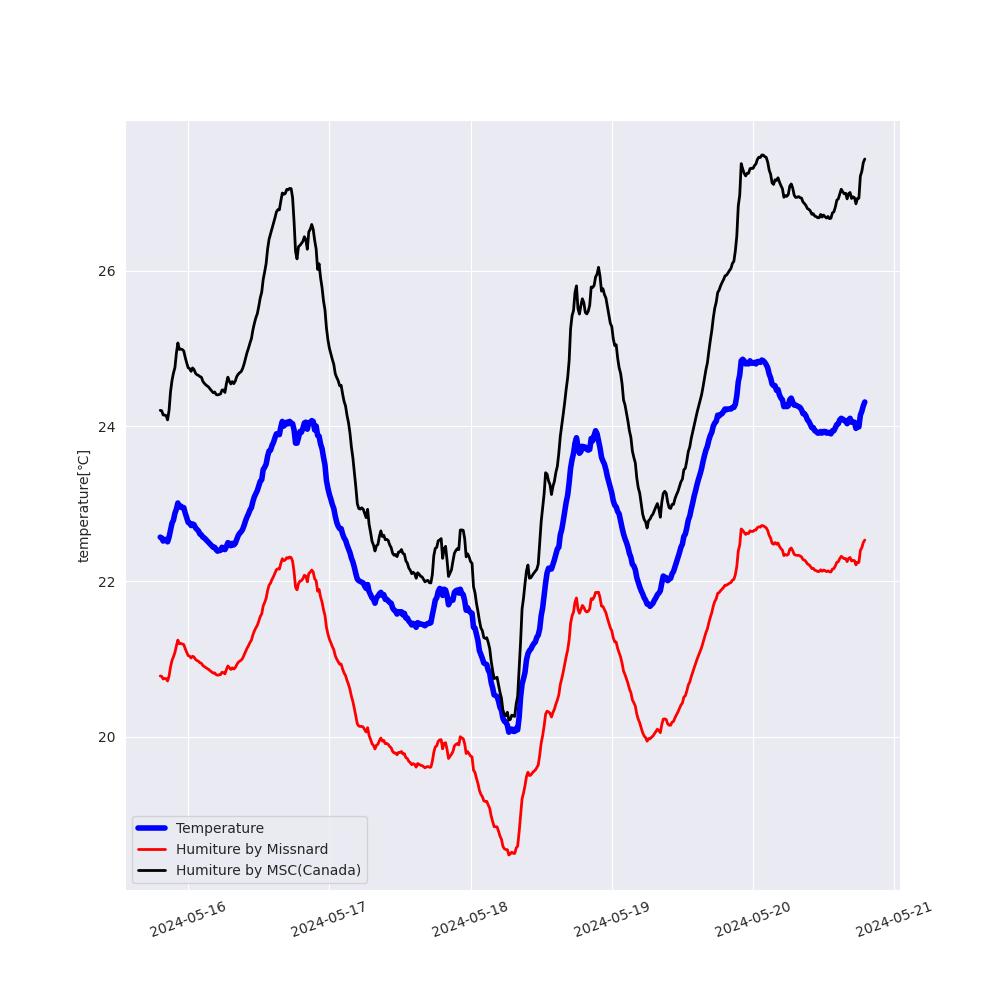 temperature[℃]
26
24
22
20
Temperature
Humiture by Missnard
Humiture by MSC(Canada)
2024-05-16
2024-05-17
2024-05-18
2024-05-19
2024-05-20
2024-05-21